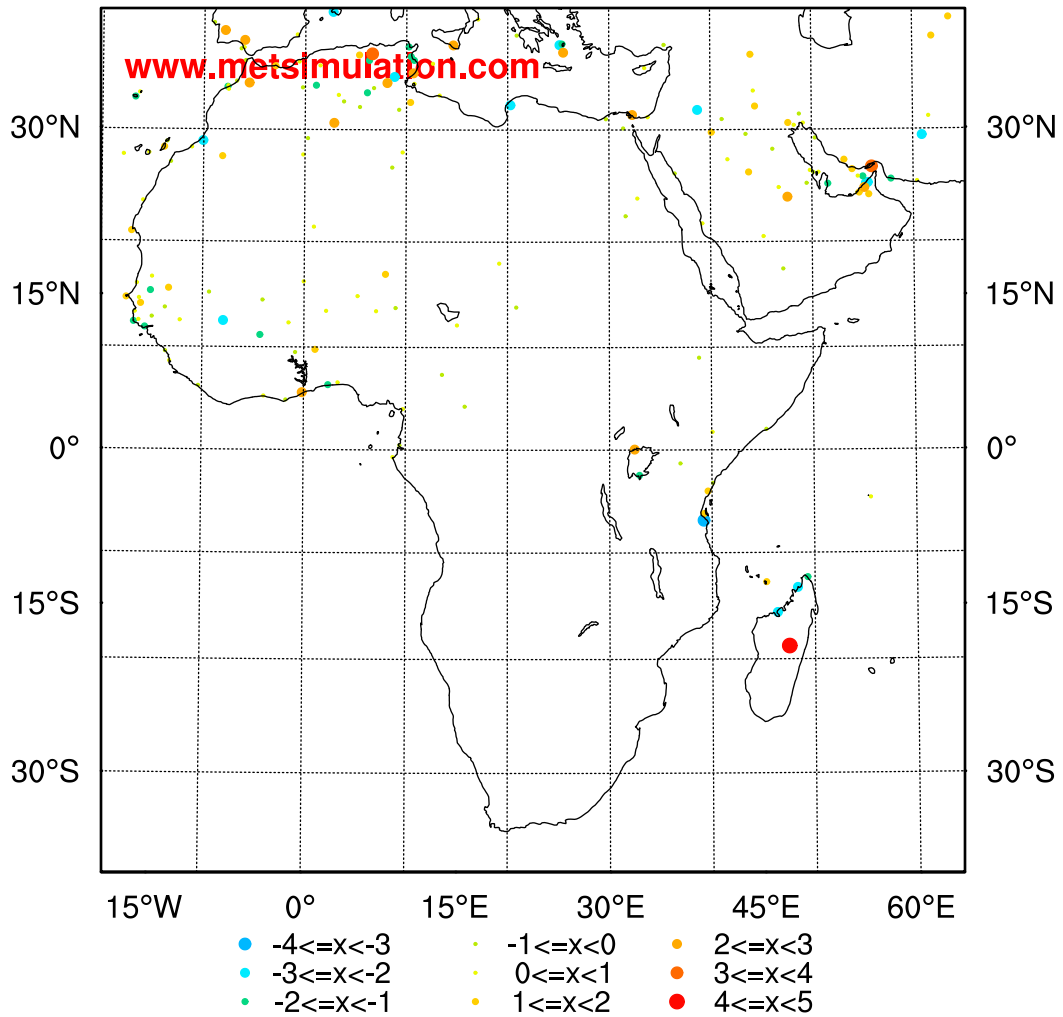 www.metsimulation.com
30°N 30°N
15°N 15°N
0° 0°
15°S 15°S
30°S 30°S
15°W 0° 15°E 30°E 45°E 60°E
-4<=x<-3 -1<=x<0 2<=x<3
-3<=x<-2 0<=x<1 3<=x<4
-2<=x<-1 1<=x<2 4<=x<5